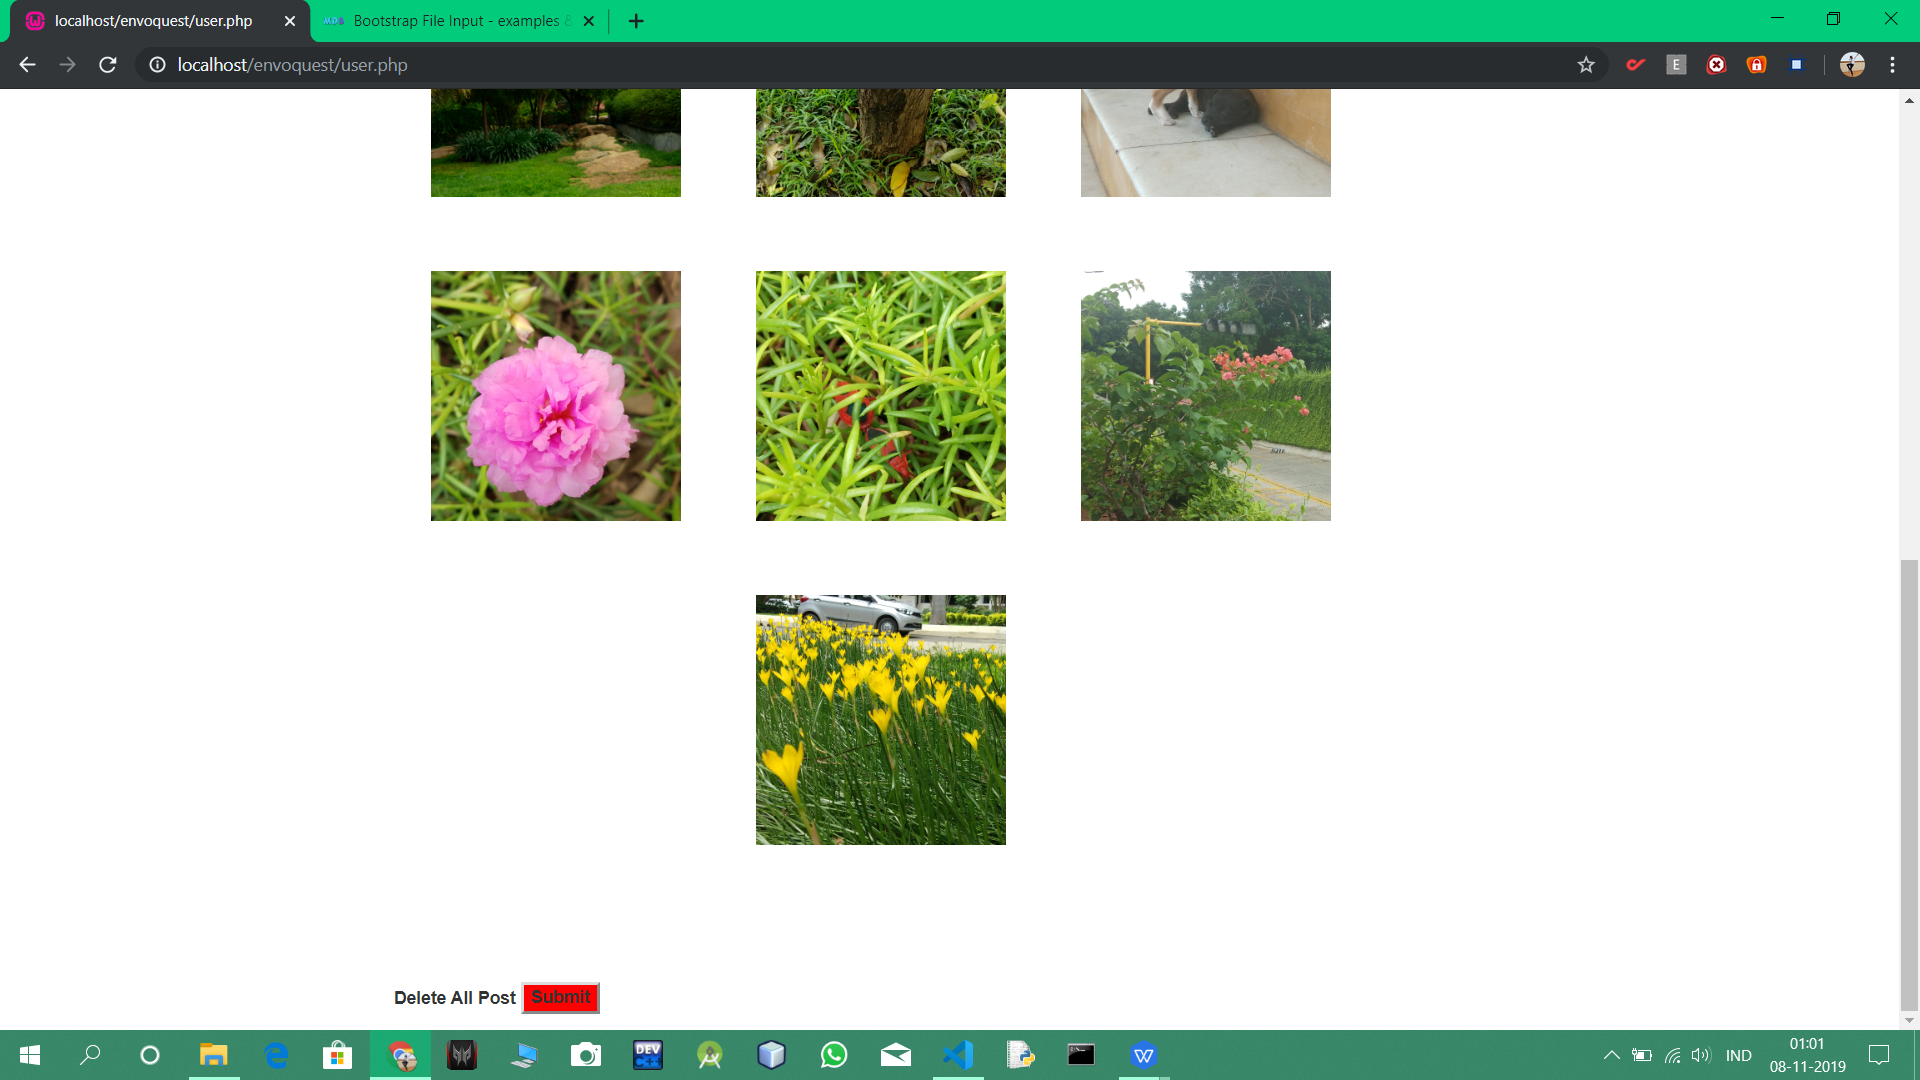 localhost/envoquest/user.php
Bootstrap File Input - examples &
localhost/envoquest/user.php
E
Delete All Post Submit
DEV
IND
01:01
08-11-2019